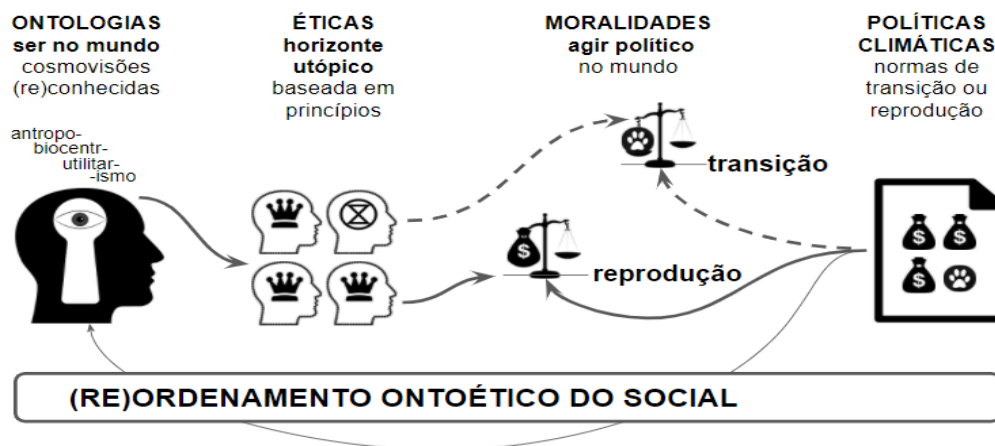 ONTOLOGIAS
ser no mundo
cosmovisões
(re)conhecidas
ÉTICAS
horizonte
utópico
baseada em
princípios
MORALIDADES
agir político
no mundo
POLÍTICAS
CLIMÁTICAS
normas de
transição ou
reprodução
antropo-
biocentr-
utilitar-
-ismo
transição
reprodução
$ $
$
$
(RE)ORDENAMENTO ONTOÉTICO DO SOCIAL